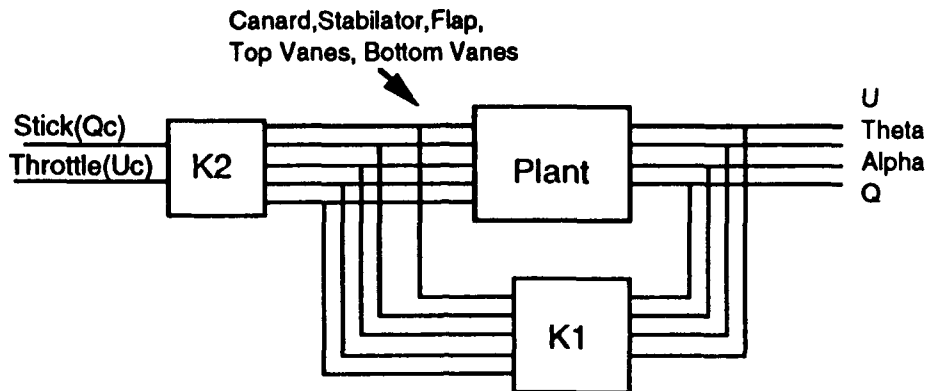 Canard,Stabilator,Flap,
Top Vanes, Bottom Vanes
Stick(Qc)
Throttle(Uc)
K2
Plant
U
Theta
Alpha
Q
K1